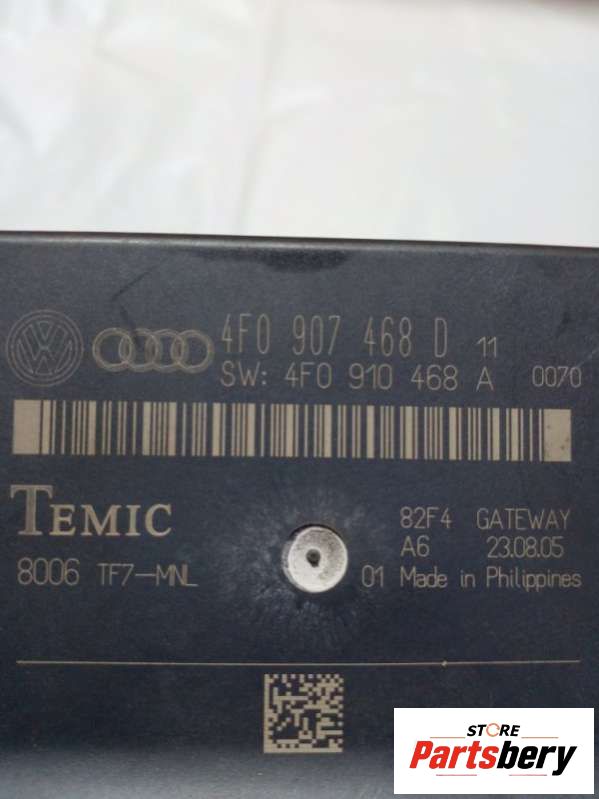 4F0 907 468 D 11
SW: 4F0 910 468 A 0070
TEMIC
82F4 GATEWAY
A6 23.08.05
8006 TF7-MNL 01 Made in Philippines
STORE
Partsbery